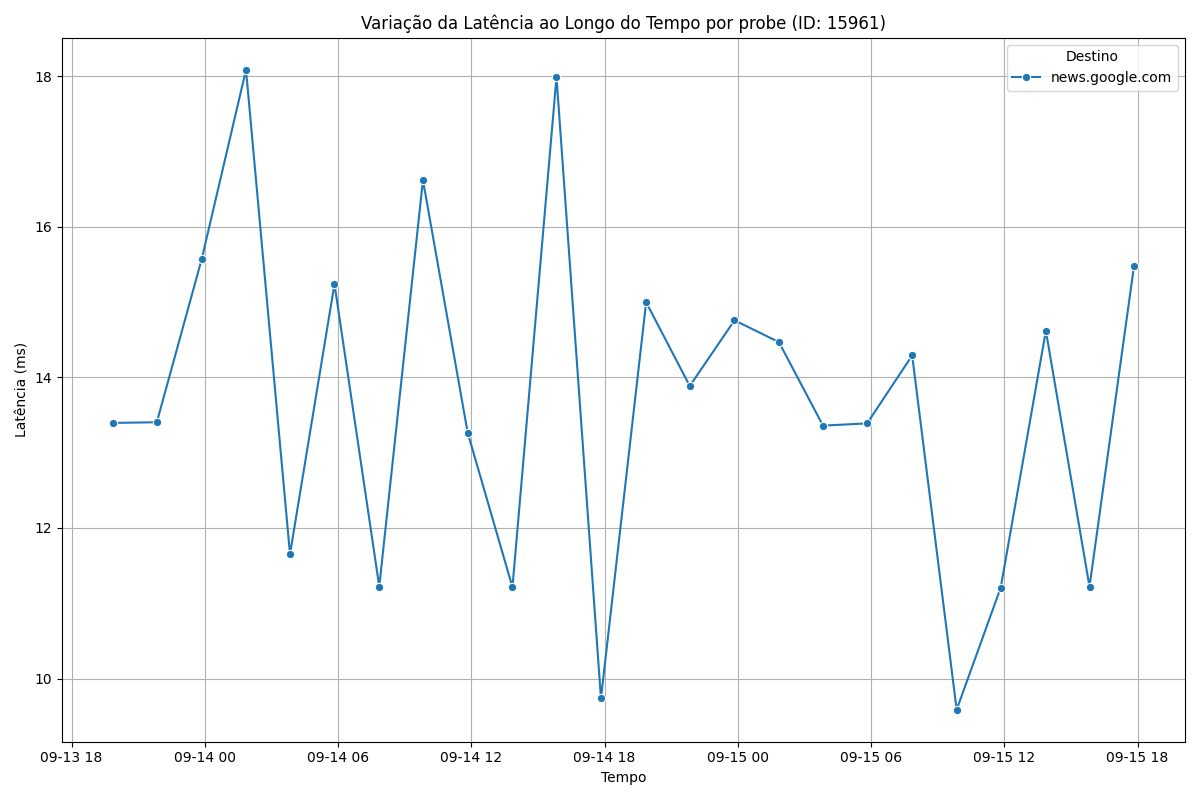 Variação da Latência ao Longo do Tempo por probe (ID: 15961)
Destino
news.google.com
Latência (ms)
18
16
14
12
10
09-13 18 09-14 00 09-14 06 09-14 12 09-14 18 09-15 00 09-15 06 09-15 12 09-15 18
Tempo